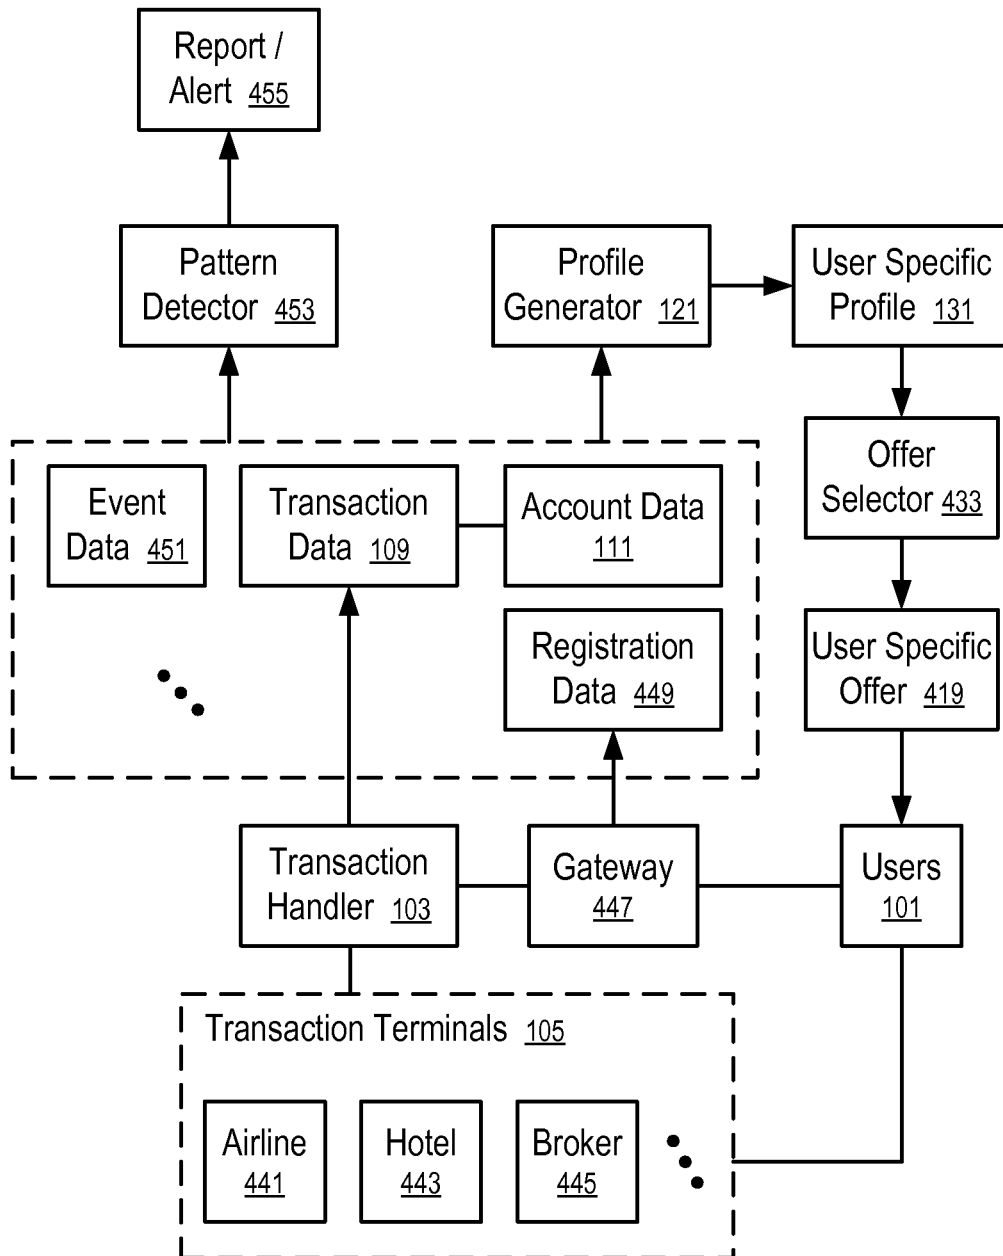 Report /
Alert 455
Pattern
Detector 453
Profile
Generator 121
User Specific
Profile 131
Event
Data 451
Transaction
Data 109
Account Data
111
Offer
Selector 433
Registration
Data 449
User Specific
Offer 419
Transaction
Handler 103
Gateway
447
Users
101
Transaction Terminals 105
Airline
441
Hotel
443
Broker
445